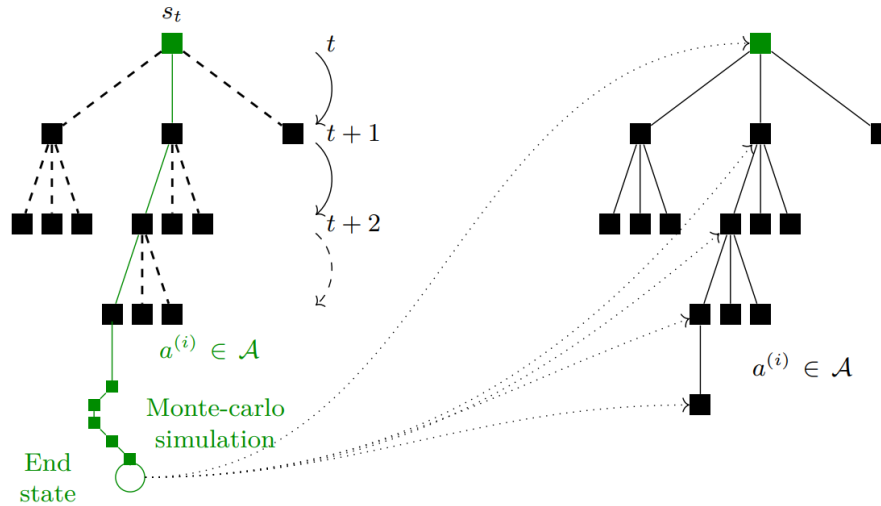 s_t
t
t + 1
t + 2
a^{(i)} ∈ 𝒜
a^{(i)} ∈ 𝒜
Monte-carlo
simulation
End
state